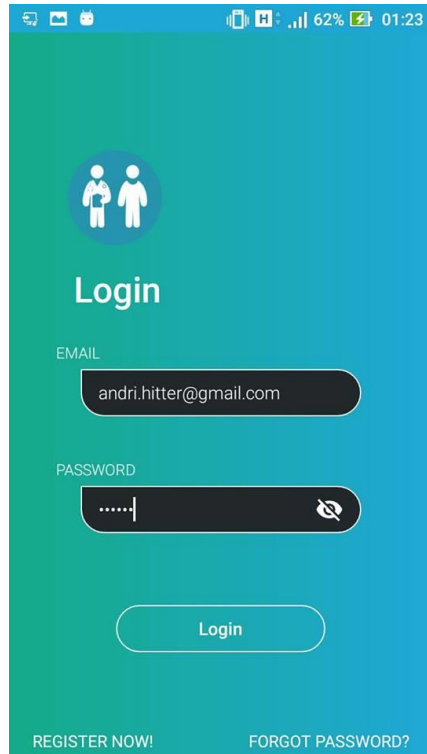 H 62% 01:23
Login
EMAIL
andri.hitter@gmail.com
PASSWORD
••••••
Login
REGISTER NOW! FORGOT PASSWORD?